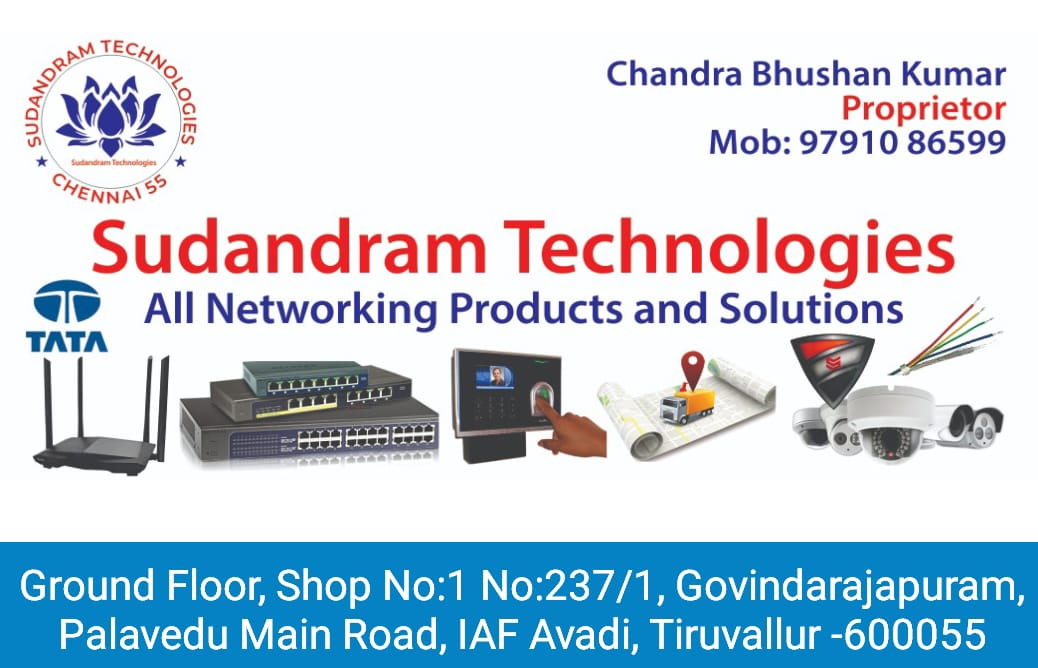 SUDANDRAM TECHNOLOGIES
Sudandram Technologies
CHENNAI 55
Chandra Bhushan Kumar
Proprietor
Mob: 97910 86599
Sudandram Technologies
All Networking Products and Solutions
TATA
Ground Floor, Shop No:1 No:237/1, Govindarajapuram,
Palavedu Main Road, IAF Avadi, Tiruvallur -600055